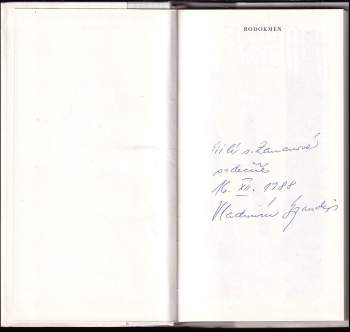 RODOKMEN
Milé s. Zemanové
srdečně
16. XII. 1988
Vladimír